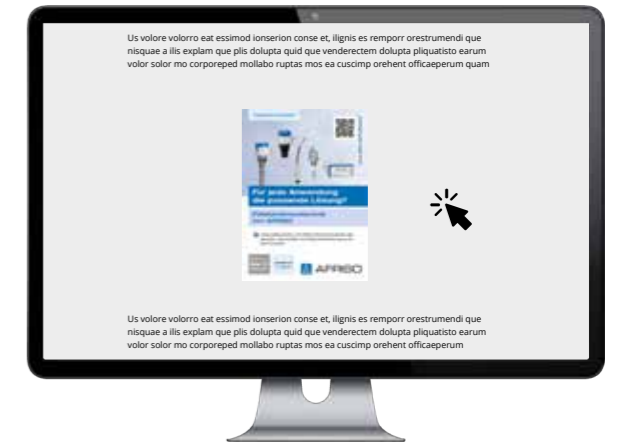 Us volore volorro eat essimod ionserion conse et, ilignis es remporr orestrumendi que
nisquae a ilis explam que plis dolupta quid que venderectem dolupta pliquatisto earum
volor solor mo corporeped mollabo ruptas mos ea cuscimp orehent officaeperum quam
Für jede Anwendung
die passende Lösung?
von AFRISO
AFRISO
Us volore volorro eat essimod ionserion conse et, ilignis es remporr orestrumendi que
nisquae a ilis explam que plis dolupta quid que venderectem dolupta pliquatisto earum
volor solor mo corporeped mollabo ruptas mos ea cuscimp orehent officaeperum